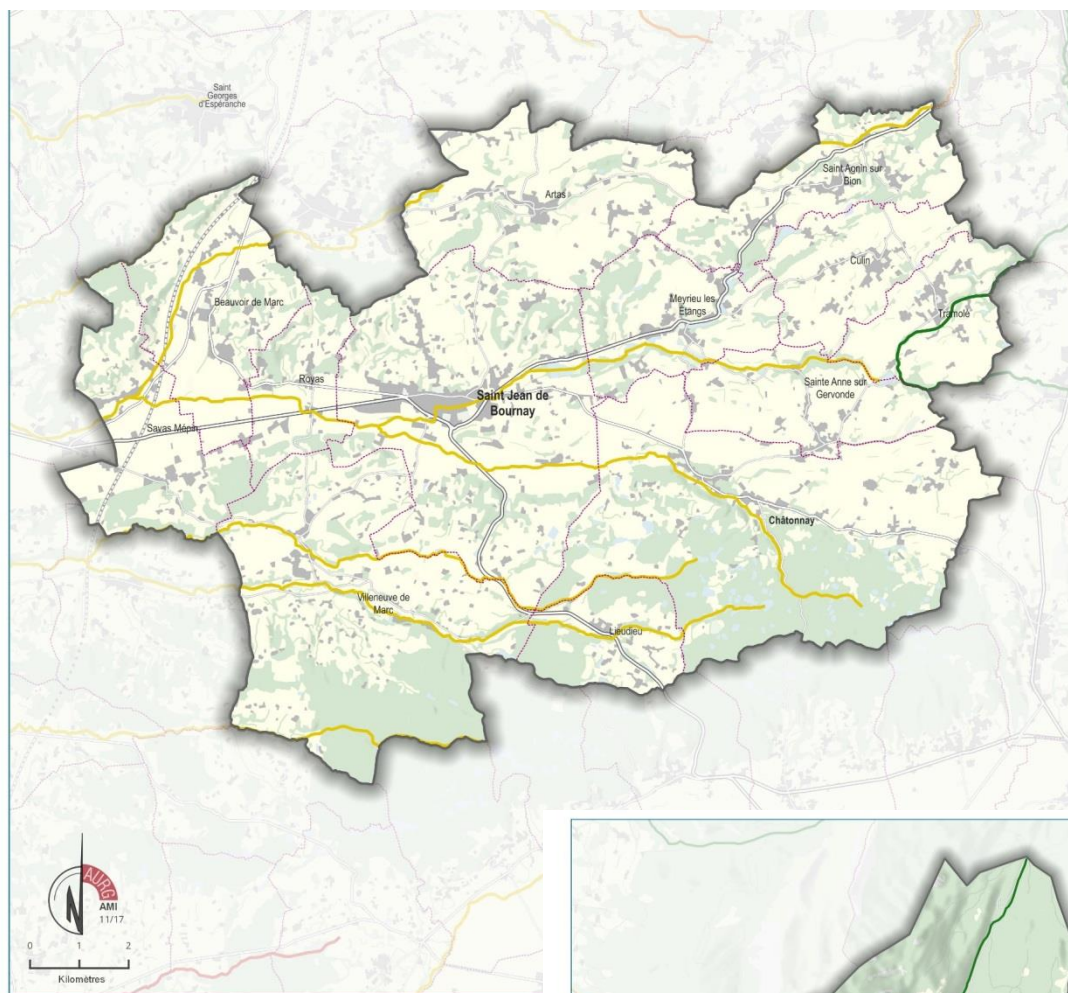 Saint
Georges
d'Espéranche
Saint Agnin sur
Bion
Artas
Culin
Beauvoir de Marc
Meyrieu les
Etangs
Tramolé
Royas
Sainte Anne sur
Gervonde
Saint Jean de
Bournay
Savas Mépin
Châtonnay
Villeneuve de
Marc
Lieudieu
N
AURG
AMI
11/17
0 1 2
Kilomètres